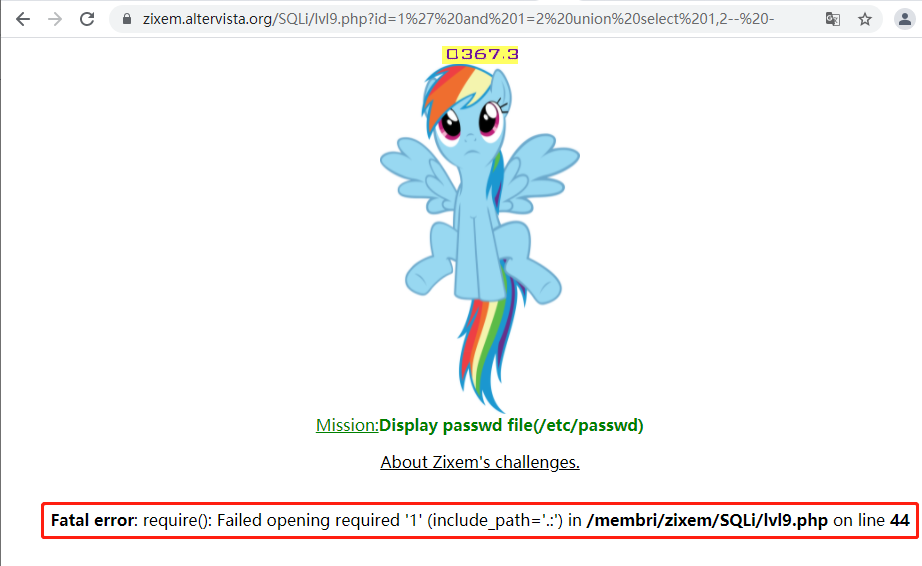 zixem.altervista.org/SQLi/lvl9.php?id=1%27%20and%201=2%20union%20select%201,2--%20-
367.3
Mission:Display passwd file(/etc/passwd)
About Zixem's challenges.
Fatal error: require(): Failed opening required '1' (include_path='.:') in /membri/zixem/SQLi/lvl9.php on line 44